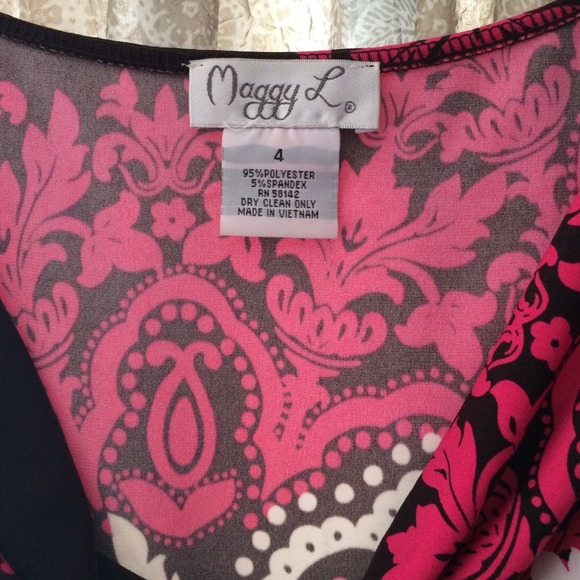 Maggy L ®
4
95%POLYESTER
5%SPANDEX
RN 58142
DRY CLEAN ONLY
MADE IN VIETNAM